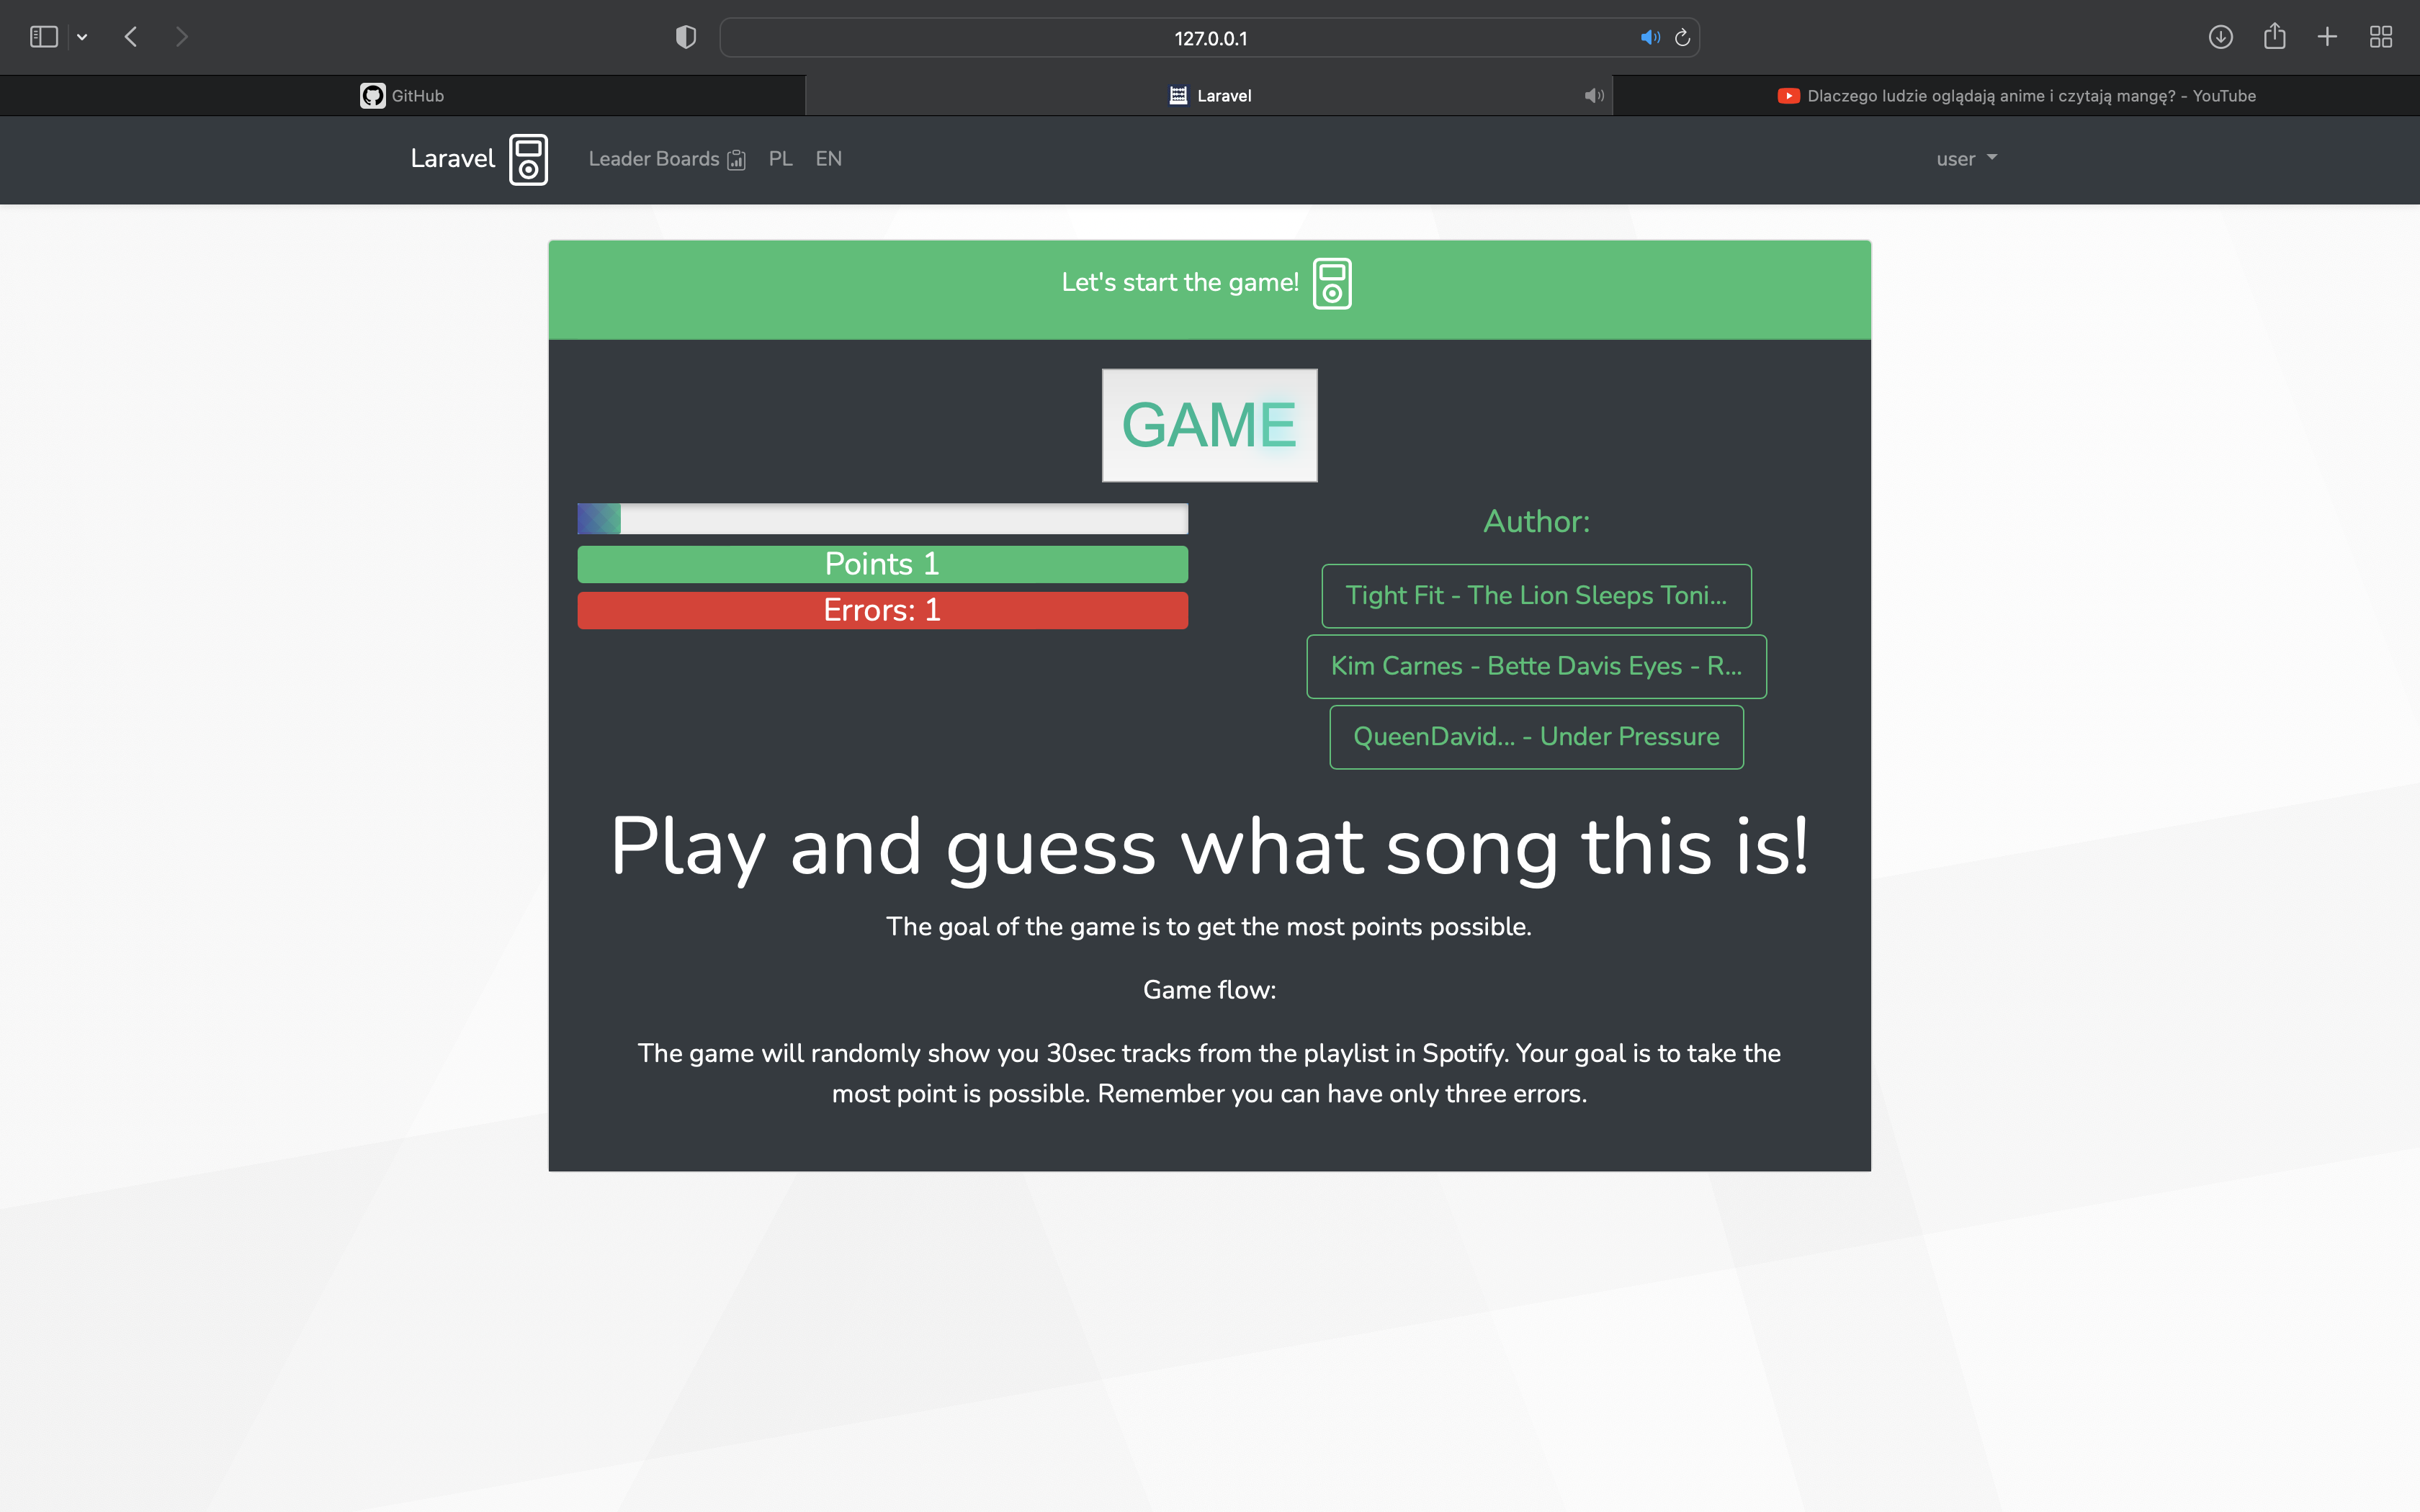 127.0.0.1
GitHub
Laravel
Dlaczego ludzie oglądają anime i czytają mangę? - YouTube
Laravel
Leader Boards
PL
EN
user
Let's start the game!
GAME
Points 1
Errors: 1
Author:
Tight Fit - The Lion Sleeps Toni...
Kim Carnes - Bette Davis Eyes - R...
QueenDavid... - Under Pressure
Play and guess what song this is!
The goal of the game is to get the most points possible.
Game flow:
The game will randomly show you 30sec tracks from the playlist in Spotify. Your goal is to take the
most point is possible. Remember you can have only three errors.